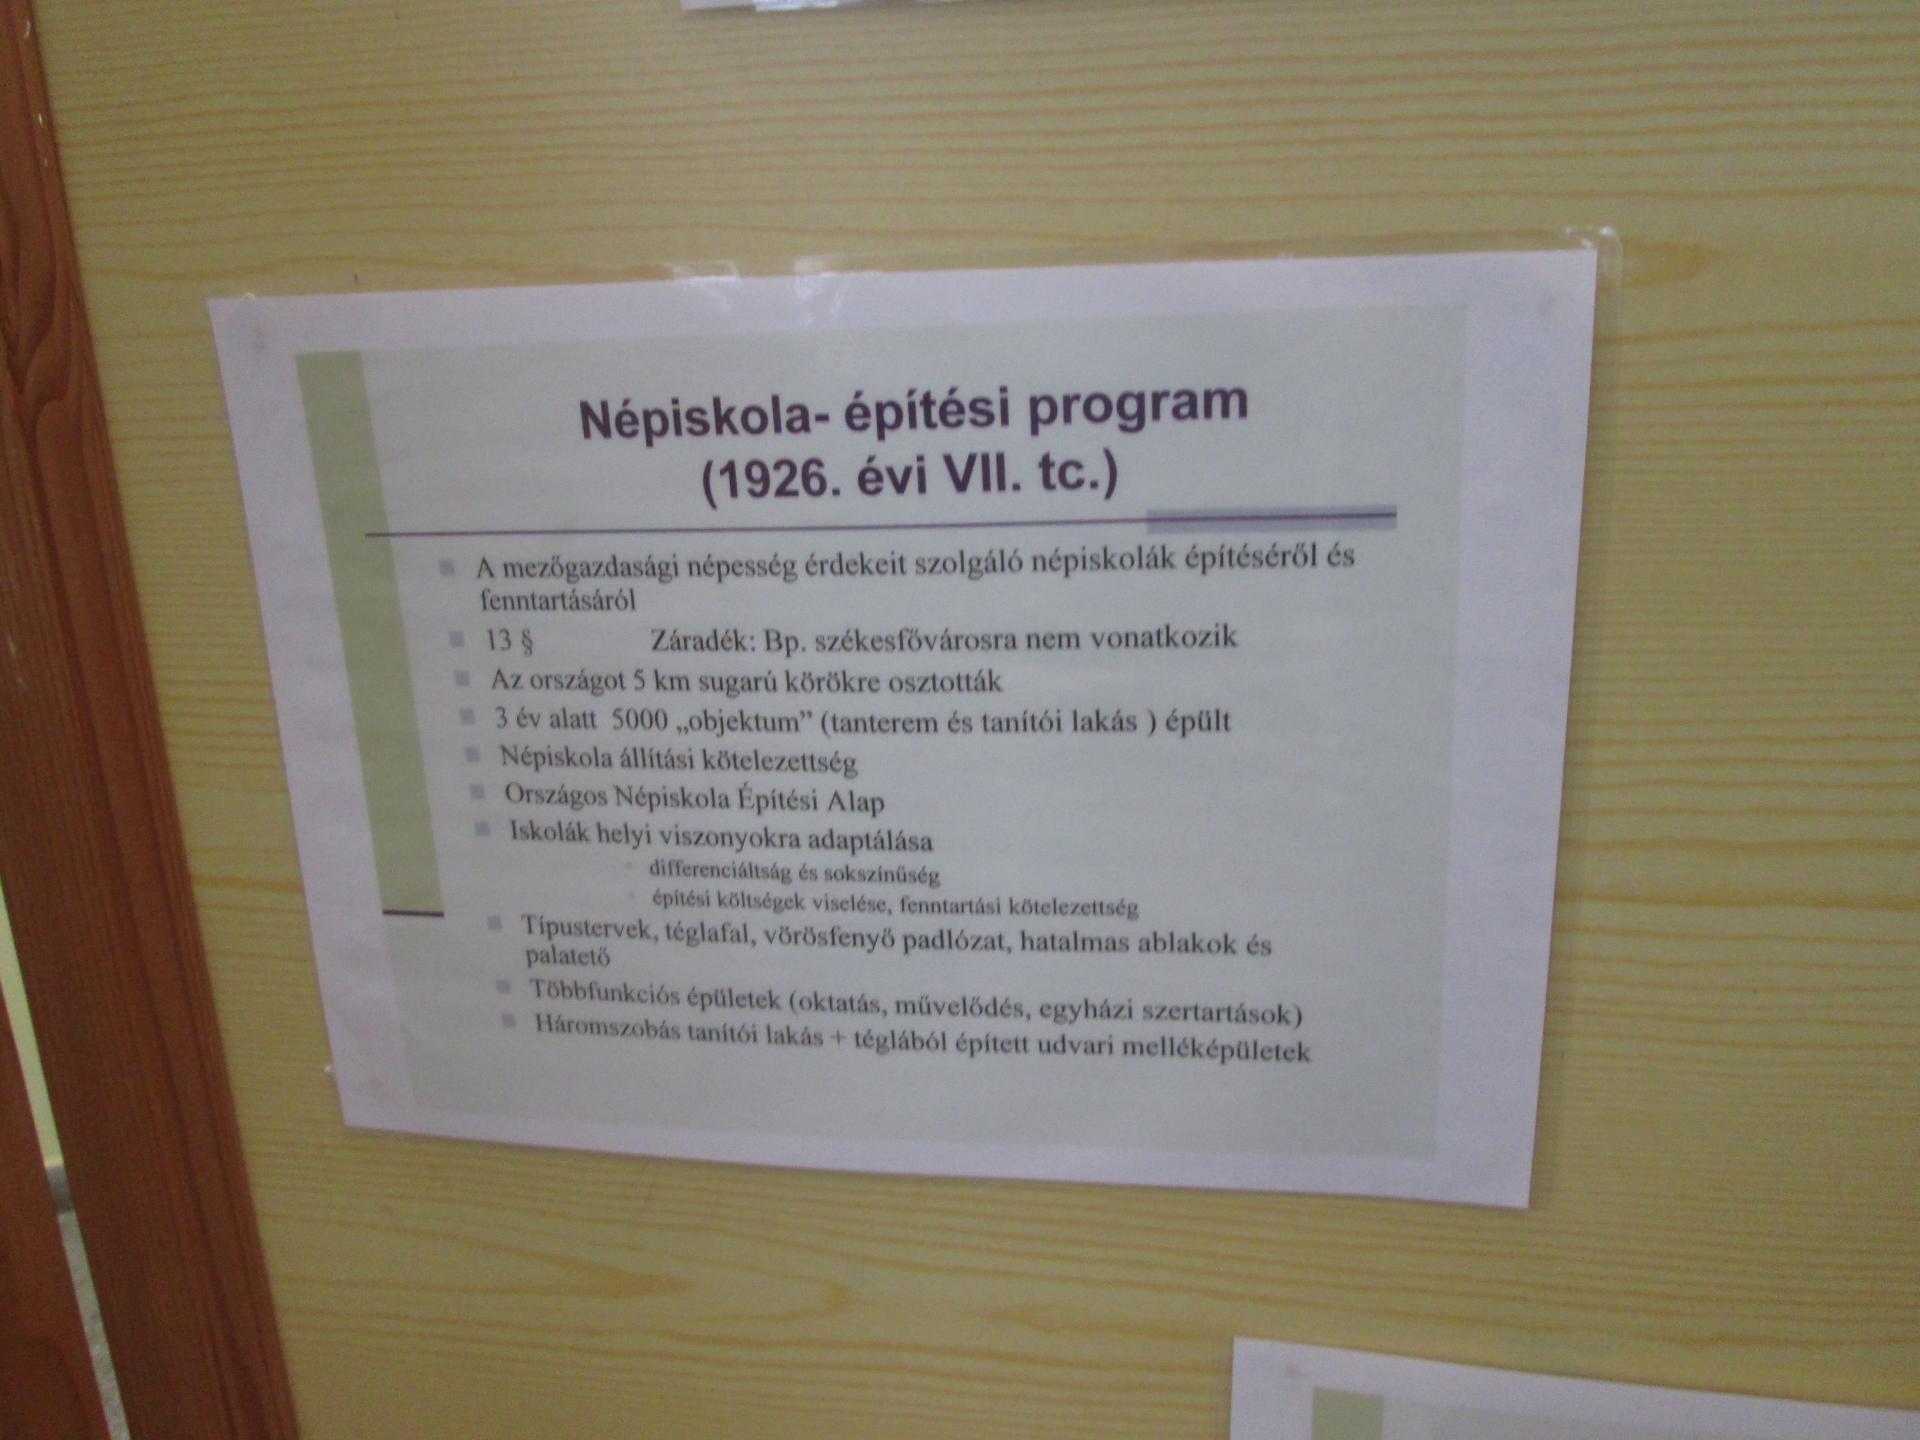 Népiskola- építési program
(1926. évi VII. tc.)
A mezőgazdasági népesség érdekeit szolgáló népiskolák építéséről és
fenntartásáról
13 § Záradék: Bp. székesfővárosra nem vonatkozik
Az országot 5 km sugarú körökre osztották
3 év alatt 5000 „objektum” (tanterem és tanítói lakás ) épült
Népiskola állítási kötelezettség
Országos Népiskola Építési Alap
Iskolák helyi viszonyokra adaptálása
differenciáltság és sokszínűség
építési költségek viselése, fenntartási kötelezettség
Típustervek, téglafal, vörösfenyő padlózat, hatalmas ablakok és
palatető
Többfunkciós épületek (oktatás, művelődés, egyházi szertartások)
Háromszobás tanítói lakás + téglából épített udvari melléképületek